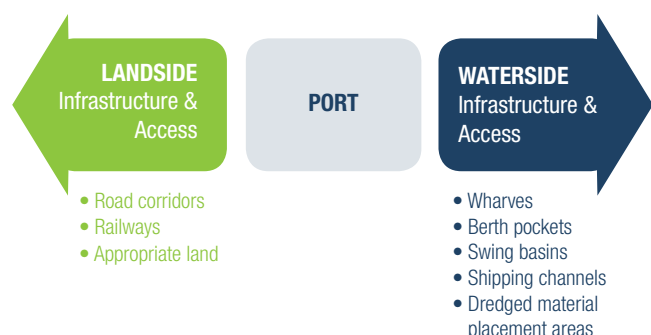 LANDSIDE
Infrastructure &
Access
PORT
WATERSIDE
Infrastructure &
Access
• Road corridors
• Railways
• Appropriate land
• Wharves
• Berth pockets
• Swing basins
• Shipping channels
• Dredged material
placement areas